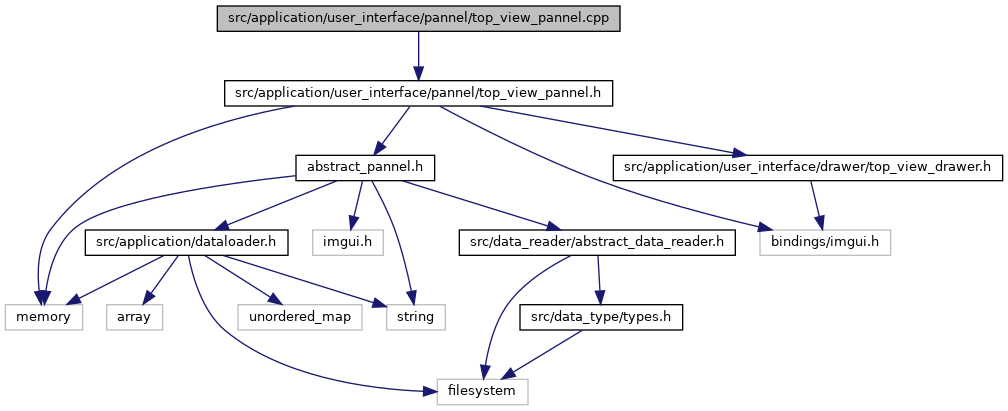 src/application/user_interface/pannel/top_view_pannel.cpp
src/application/user_interface/pannel/top_view_pannel.h
abstract_pannel.h
src/application/user_interface/drawer/top_view_drawer.h
src/application/dataloader.h
imgui.h
src/data_reader/abstract_data_reader.h
bindings/imgui.h
memory
array
unordered_map
string
src/data_type/types.h
filesystem